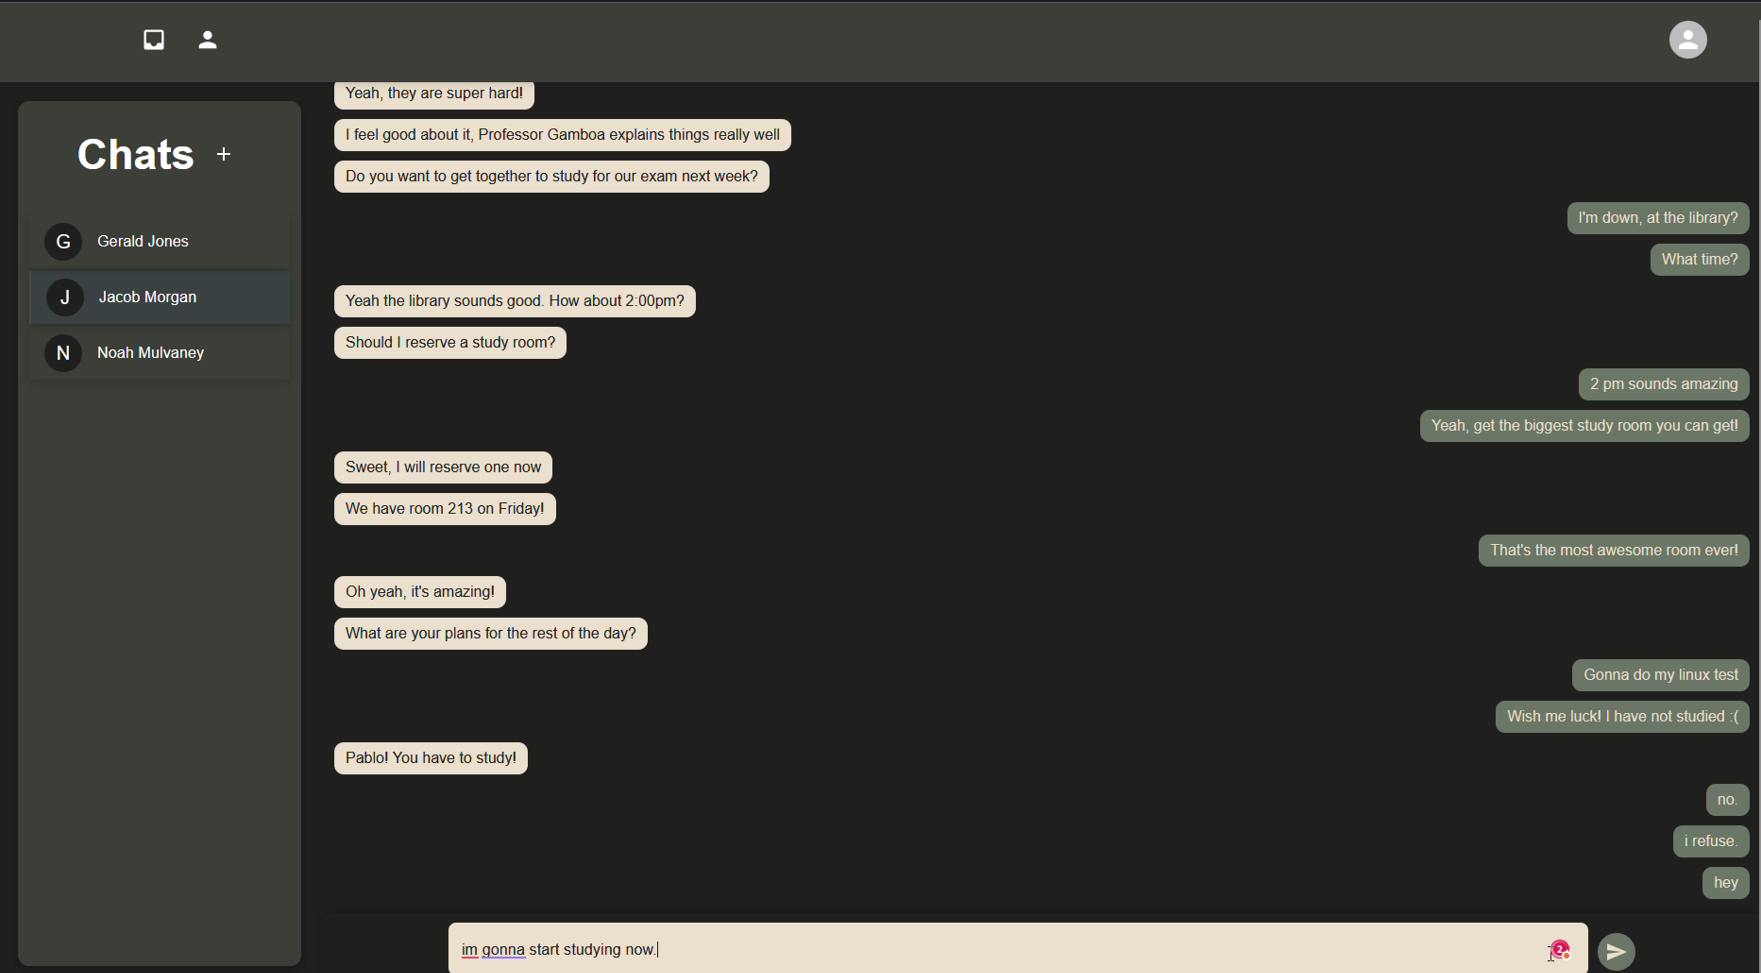 Chats +
G Gerald Jones
J Jacob Morgan
N Noah Mulvaney
Yeah, they are super hard!
I feel good about it, Professor Gamboa explains things really well
Do you want to get together to study for our exam next week?
I'm down, at the library?
What time?
Yeah the library sounds good. How about 2:00pm?
Should I reserve a study room?
2 pm sounds amazing
Yeah, get the biggest study room you can get!
Sweet, I will reserve one now
We have room 213 on Friday!
That's the most awesome room ever!
Oh yeah, it's amazing!
What are your plans for the rest of the day?
Gonna do my linux test
Wish me luck! I have not studied :(
Pablo! You have to study!
no.
i refuse.
hey
im gonna start studying now.
2